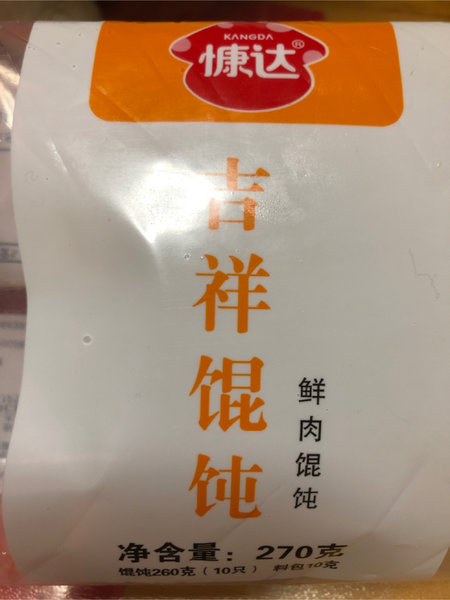 KANGDA
慷达®
吉祥馄饨
鲜肉馄饨
净含量：270克
馄饨260克（10只） 料包10克